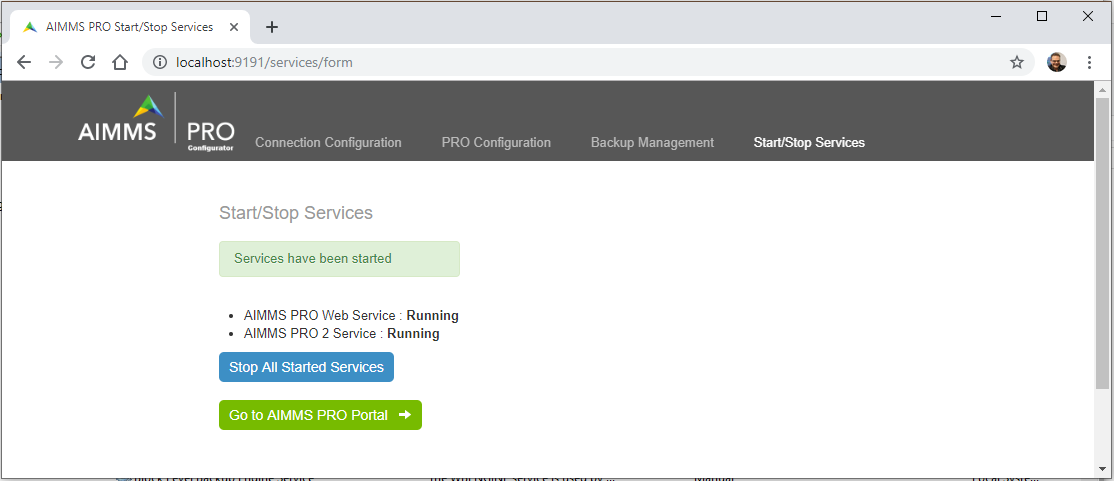 AIMMS PRO Start/Stop Services
localhost:9191/services/form
AIMMS PRO Configurator
Connection Configuration PRO Configuration Backup Management Start/Stop Services
Start/Stop Services
Services have been started
AIMMS PRO Web Service : Running
AIMMS PRO 2 Service : Running
Stop All Started Services
Go to AIMMS PRO Portal